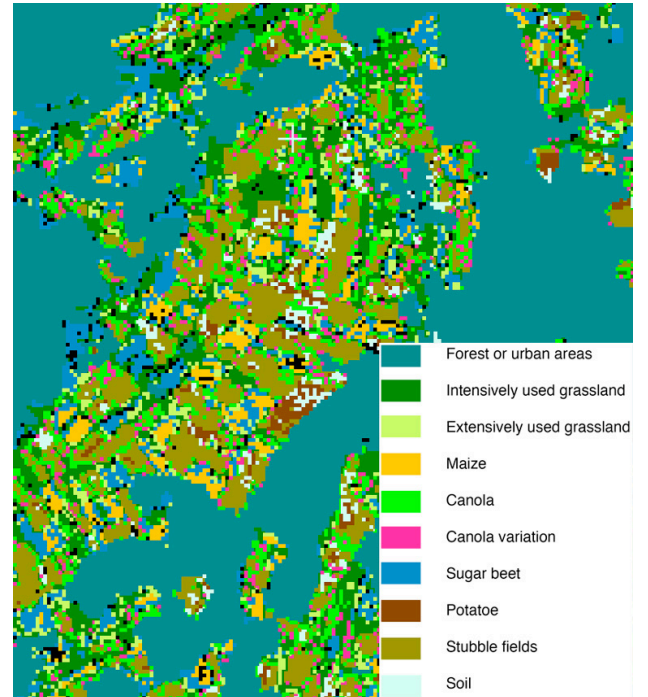 Forest or urban areas
Intensively used grassland
Extensively used grassland
Maize
Canola
Canola variation
Sugar beet
Potatoe
Stubble fields
Soil